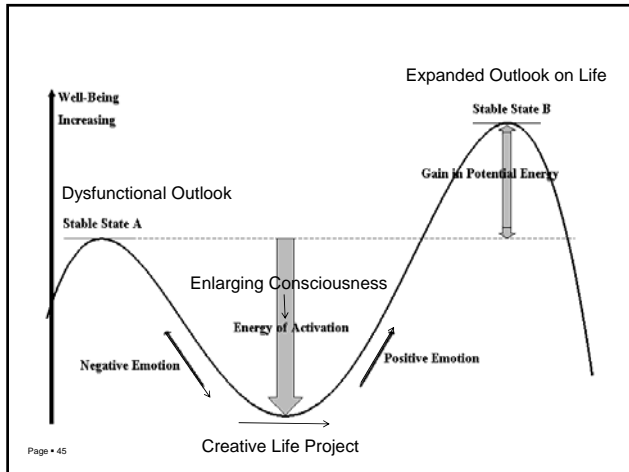 Expanded Outlook on Life
Well-Being
Increasing
Stable State B
Gain in Potential Energy
Dysfunctional Outlook
Stable State A
Enlarging Consciousness
Energy of Activation
Negative Emotion
Positive Emotion
Creative Life Project
Page ▪ 45